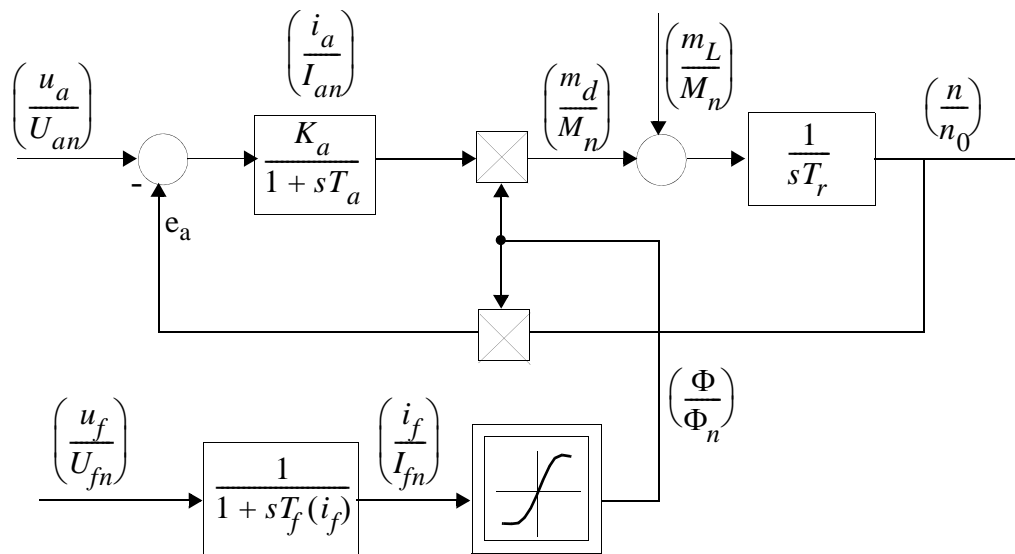 (i_a / I_an)
(u_a / U_an)
(m_d / M_n)
(m_L / M_n)
(n / n_0)
K_a / 1 + sT_a
1 / sT_r
-
e_a
(Φ / Φ_n)
(u_f / U_fn)
(i_f / I_fn)
1 / 1 + sT_f(i_f)